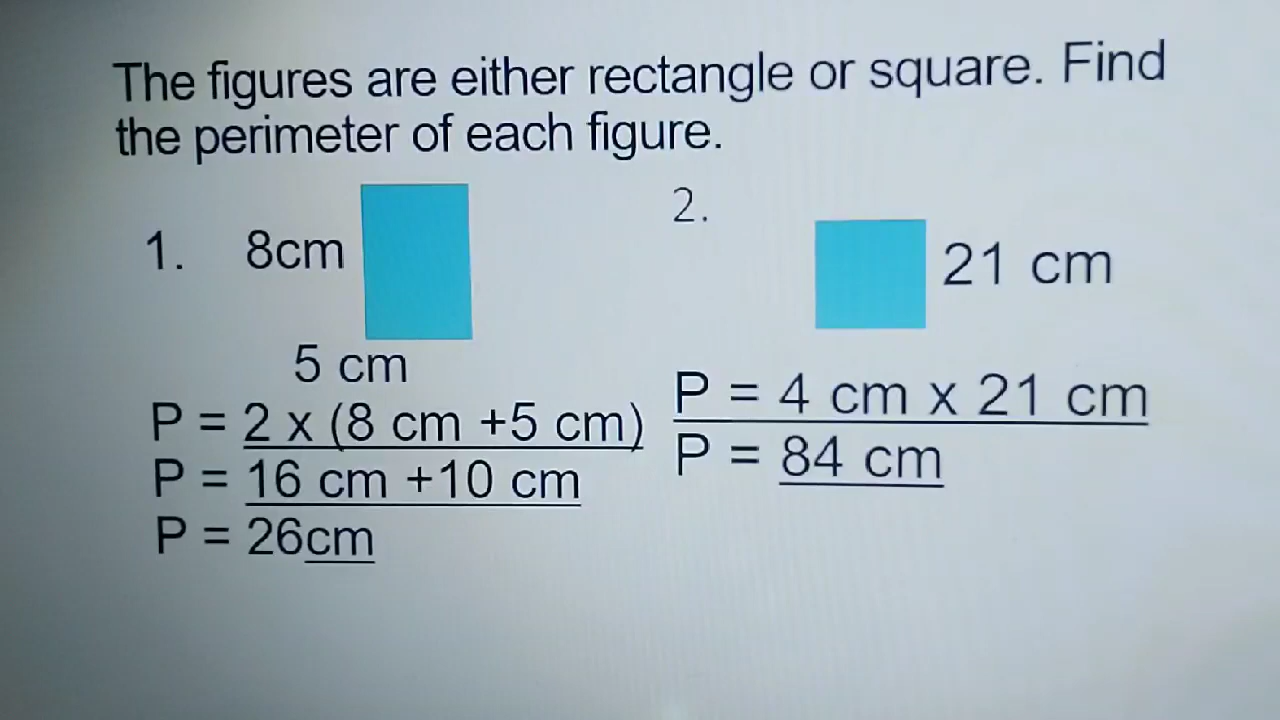 The figures are either rectangle or square. Find
the perimeter of each figure.
1. 8cm
5 cm
P = 2 x (8 cm +5 cm)
P = 16 cm +10 cm
P = 26cm
2.
21 cm
P = 4 cm x 21 cm
P = 84 cm